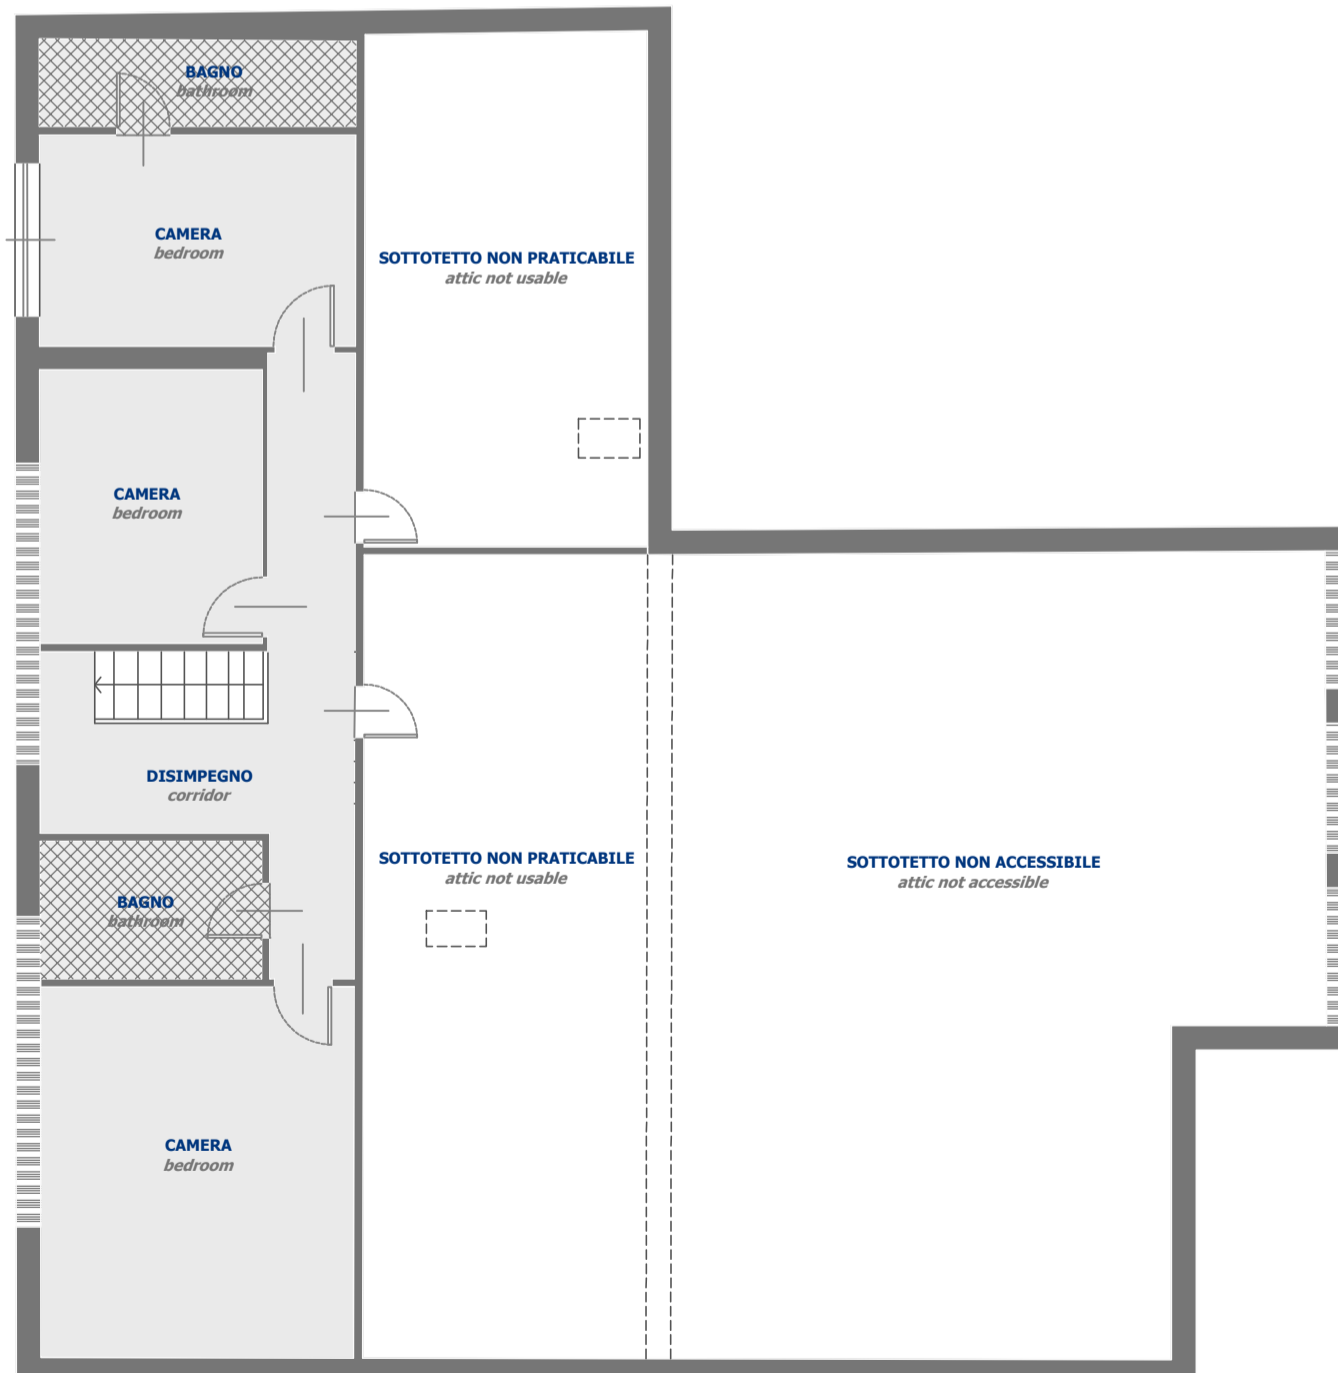 BAGNO
bathroom
CAMERA
bedroom
SOTTOTETTO NON PRATICABILE
attic not usable
CAMERA
bedroom
DISIMPEGNO
corridor
SOTTOTETTO NON PRATICABILE
attic not usable
SOTTOTETTO NON ACCESSIBILE
attic not accessible
BAGNO
bathroom
CAMERA
bedroom